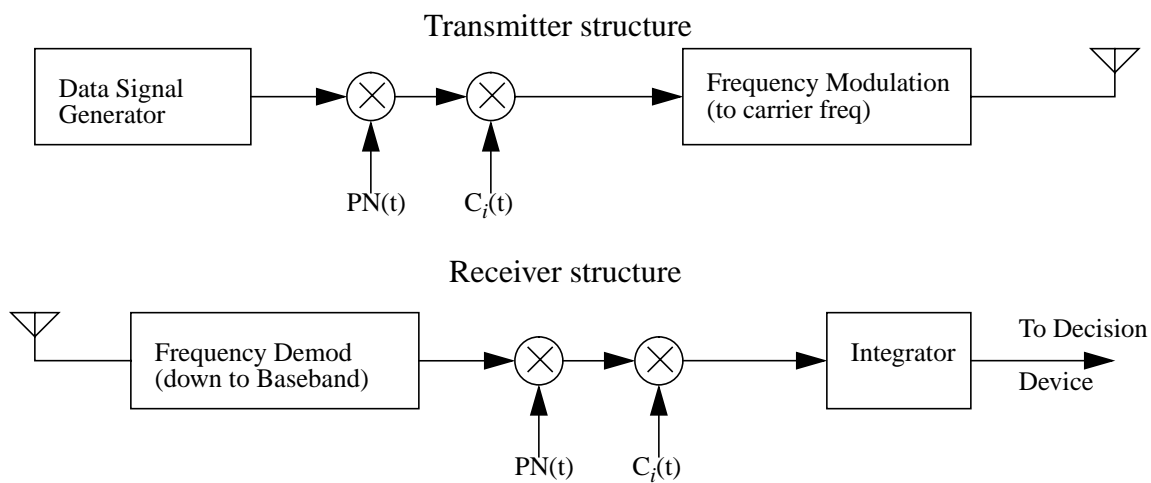 Transmitter structure
Data Signal
Generator
Frequency Modulation
(to carrier freq)
PN(t)
C_i(t)
Receiver structure
Frequency Demod
(down to Baseband)
Integrator
To Decision
Device
PN(t)
C_i(t)